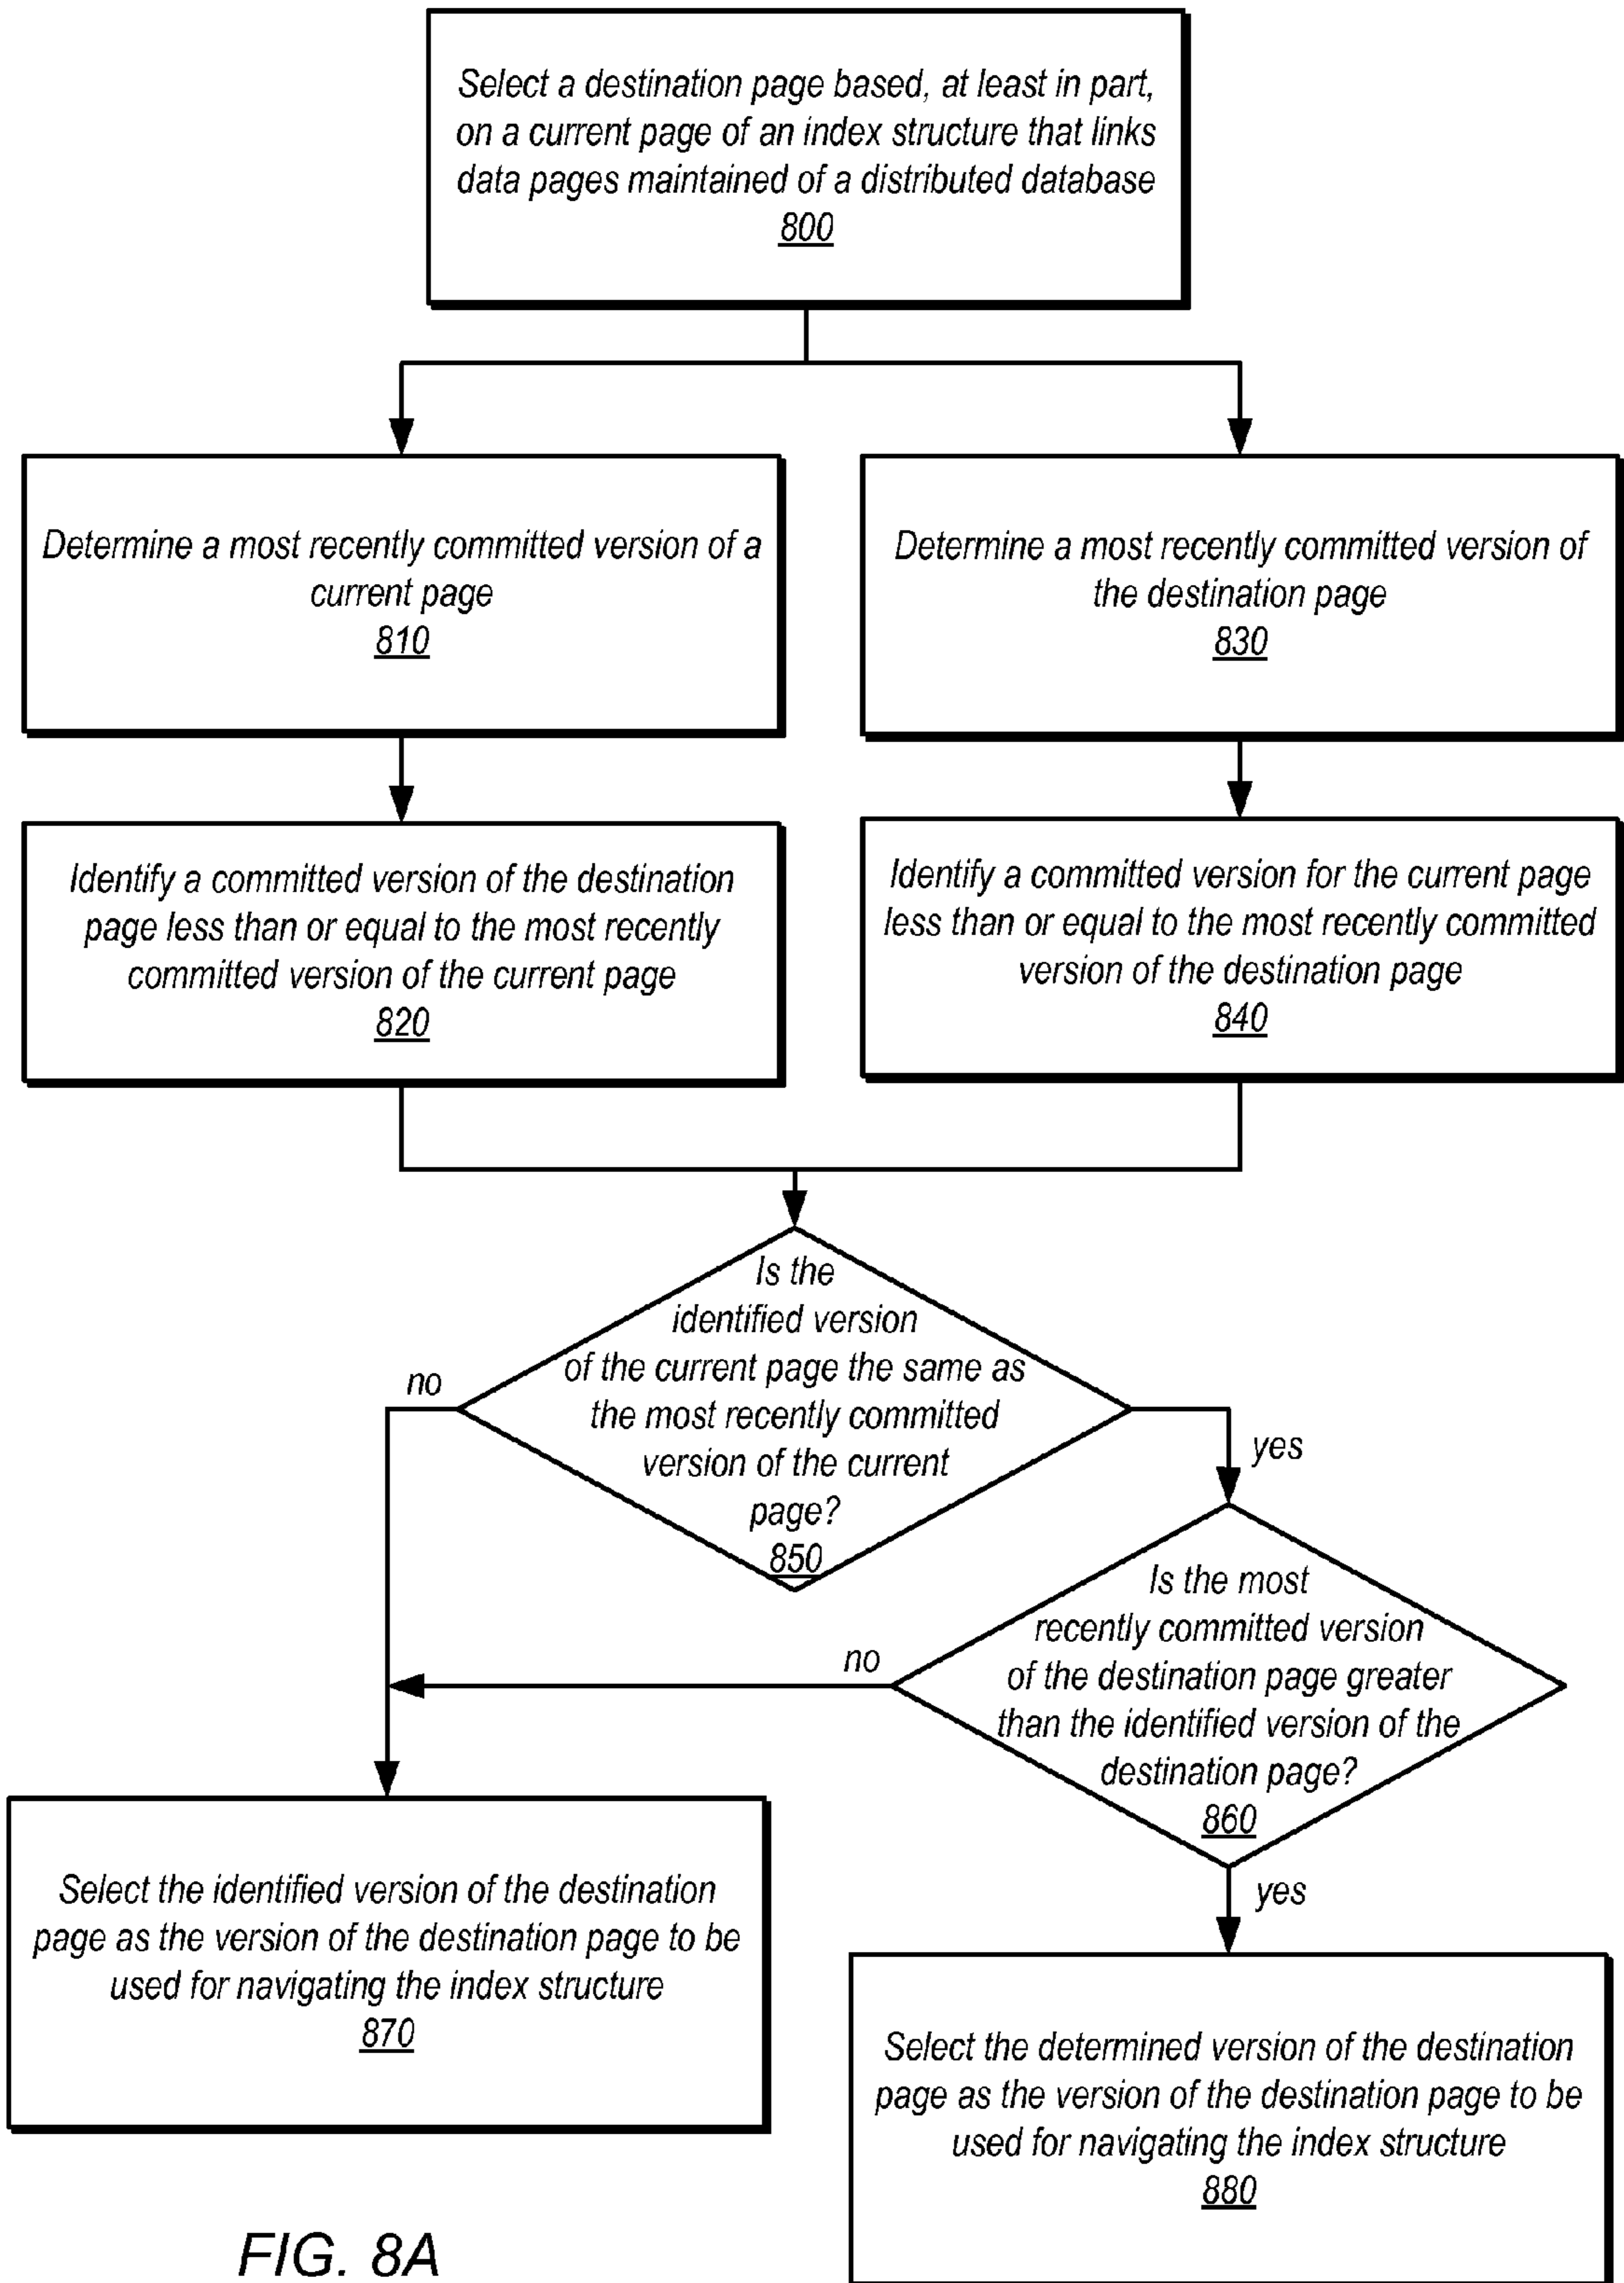 Select a destination page based, at least in part,
on a current page of an index structure that links
data pages maintained of a distributed database
800
Determine a most recently committed version of a
current page
810
Determine a most recently committed version of
the destination page
830
Identify a committed version of the destination
page less than or equal to the most recently
committed version of the current page
820
Identify a committed version for the current page
less than or equal to the most recently committed
version of the destination page
840
Is the
identified version
of the current page the same as
the most recently committed
version of the current
page?
850
no
yes
Is the most
recently committed version
of the destination page greater
than the identified version of the
destination page?
860
no
yes
Select the identified version of the destination
page as the version of the destination page to be
used for navigating the index structure
870
Select the determined version of the destination
page as the version of the destination page to be
used for navigating the index structure
880
FIG. 8A